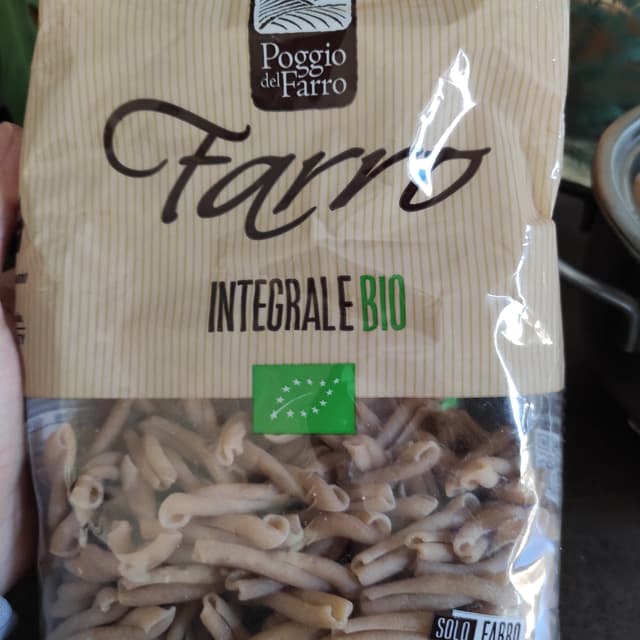 Poggio
del Farro
Farro
INTEGRALE BIO
SOLO FARRO